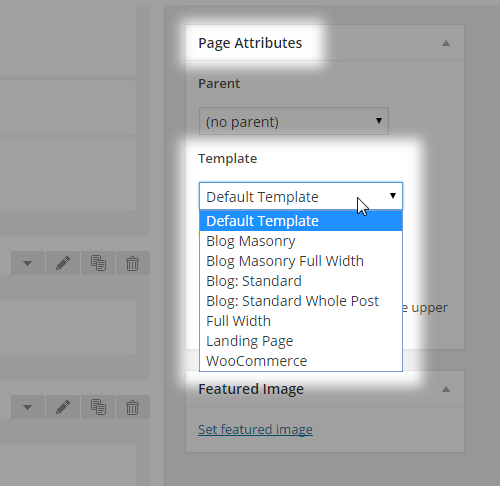 Page Attributes
Parent
(no parent)
Template
Default Template
Default Template
Blog Masonry
Blog Masonry Full Width
Blog: Standard
Blog: Standard Whole Post
e upper
Full Width
Landing Page
WooCommerce
Featured Image
Set featured image